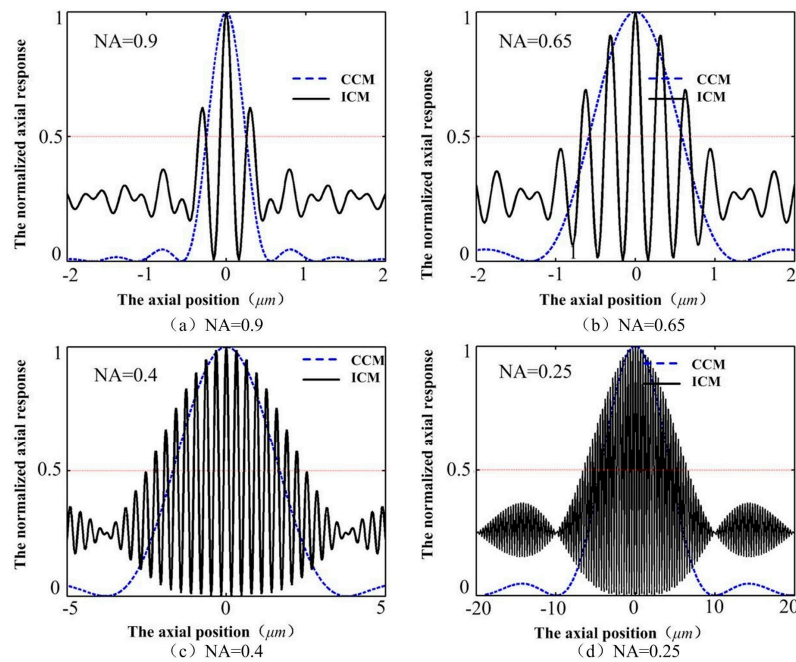 The normalized axial response
1
0.5
0
NA=0.9
CCM
ICM
-2
-1
0
1
2
The axial position（μm）
（a）NA=0.9
The normalized axial response
1
0.5
0
NA=0.65
CCM
ICM
-2
-1
0
1
2
The axial position（μm）
（b）NA=0.65
The normalized axial response
1
0.5
0
NA=0.4
CCM
ICM
-5
0
5
The axial position（μm）
（c）NA=0.4
The normalized axial response
1
0.5
0
NA=0.25
CCM
ICM
-20
-10
0
10
20
The axial position（μm）
（d）NA=0.25